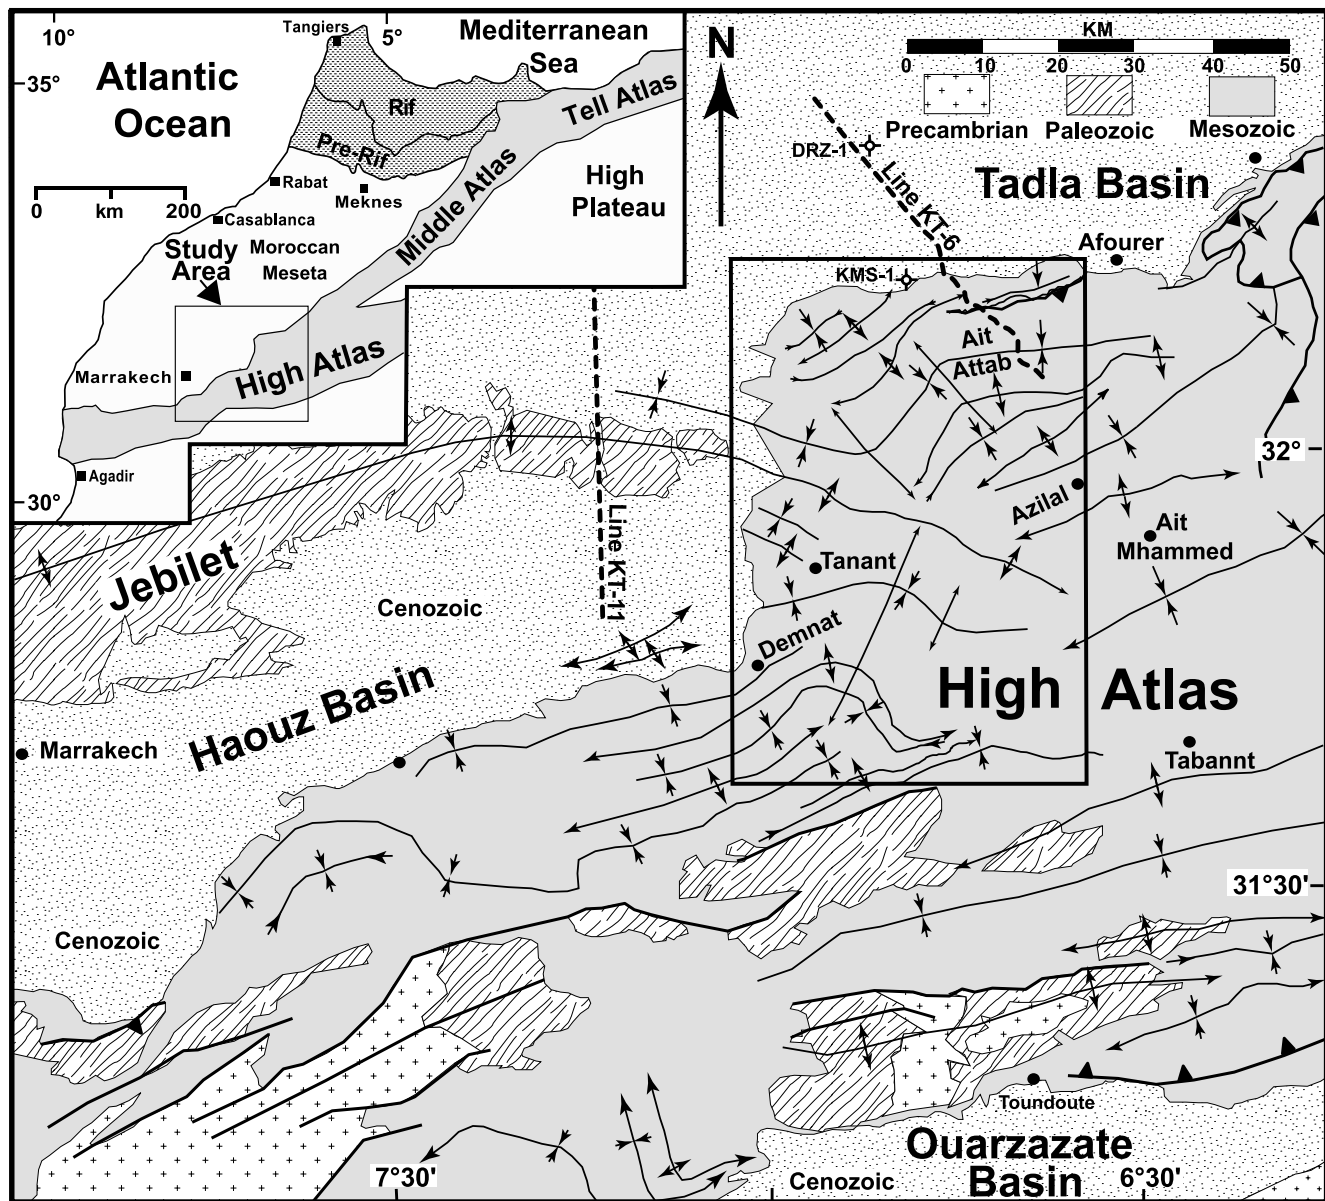 10°
5°
Tangiers
Mediterranean
Sea
35°
Atlantic
Ocean
Rif
Tell Atlas
Pre-Rif
Rabat
Meknes
High
Plateau
0 km 200
Casablanca
Middle Atlas
Study
Area
Moroccan
Meseta
Marrakech
High Atlas
Agadir
30°
N
KM
0 10 20 30 40 50
Precambrian
Paleozoic
Mesozoic
DRZ-1
Line KT-6
Tadla Basin
Afourer
KMS-1
Ait
Attab
32°
Azilal
Ait
Mhammed
Line KT-11
Jebilet
Tanant
Cenozoic
Demnat
High Atlas
Haouz Basin
Marrakech
Tabannt
31°30'
Cenozoic
Toundoute
Ouarzazate
Basin
7°30'
Cenozoic
6°30'